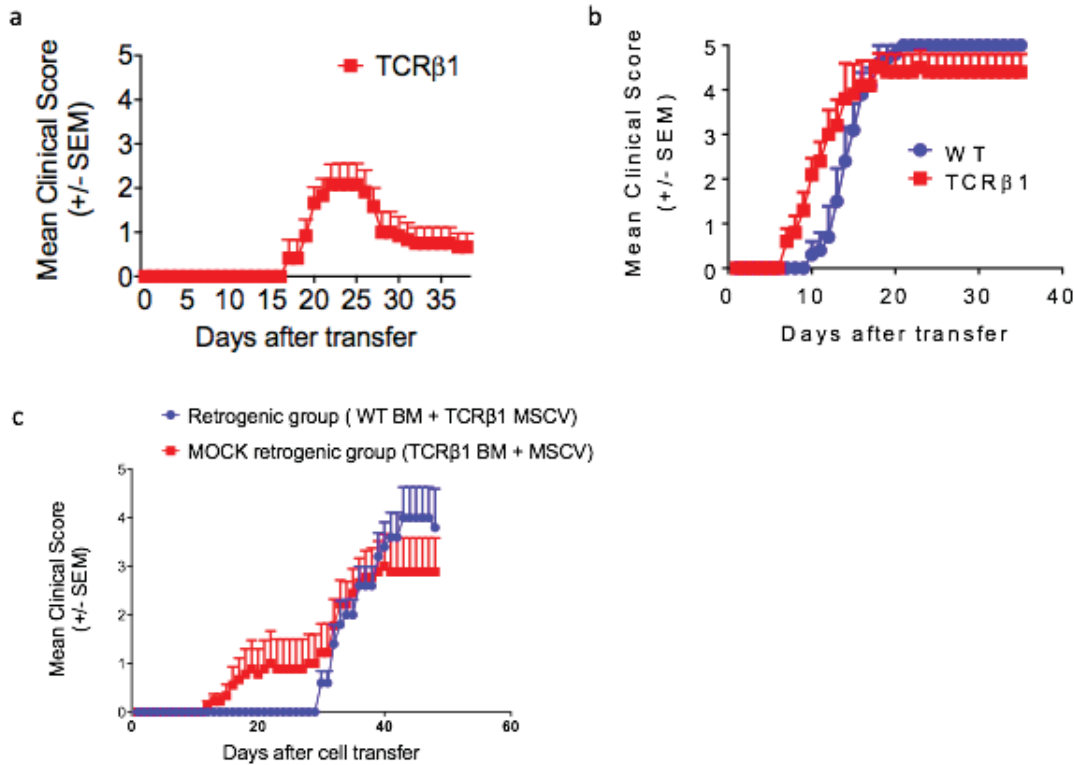 a
5
4
3
2
1
0
Mean Clinical Score
(+/- SEM)
TCRβ1
0 5 10 15 20 25 30 35
Days after transfer
b
5
4
3
2
1
0
Mean Clinical Score
(+/- SEM)
WT
TCRβ1
0 10 20 30 40
Days after transfer
c
Retrogenic group ( WT BM + TCRβ1 MSCV)
MOCK retrogenic group (TCRβ1 BM + MSCV)
5
4
3
2
1
0
Mean Clinical Score
(+/- SEM)
0 20 40 60
Days after cell transfer